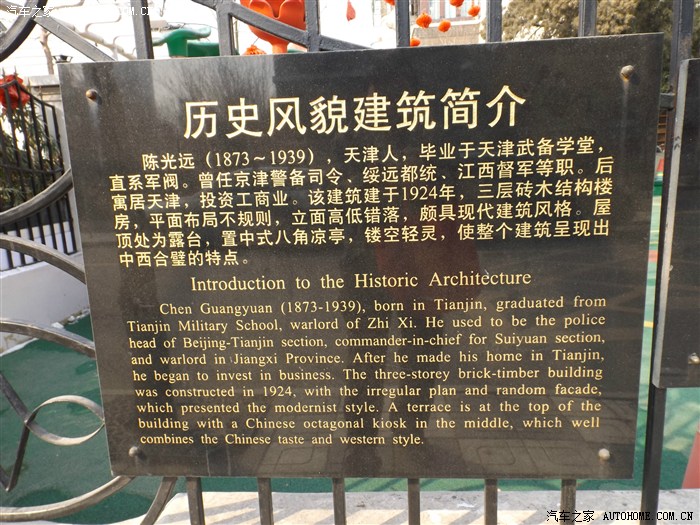 汽车之家 WWW.AUTOHOME.COM.CN
历史风貌建筑简介
陈光远（1873～1939），天津人，毕业于天津武备学堂，
直系军阀。曾任京津警备司令、绥远都统、江西督军等职。后
寓居天津，投资工商业。该建筑建于1924年，三层砖木结构楼
房，平面布局不规则，立面高低错落，颇具现代建筑风格。屋
顶处为露台，置中式八角凉亭，镂空轻灵，使整个建筑呈现出
中西合璧的特点。
Introduction to the Historic Architecture
Chen Guangyuan (1873-1939), born in Tianjin, graduated from
Tianjin Military School, warlord of Zhi Xi. He used to be the police
head of Beijing-Tianjin section, commander-in-chief for Suiyuan section,
and warlord in Jiangxi Province. After he made his home in Tianjin,
he began to invest in business. The three-storey brick-timber building
was constructed in 1924, with the irregular plan and random facade,
which presented the modernist style. A terrace is at the top of the
building with a Chinese octagonal kiosk in the middle, which well
combines the Chinese taste and western style.
汽车之家 WWW.AUTOHOME.COM.CN